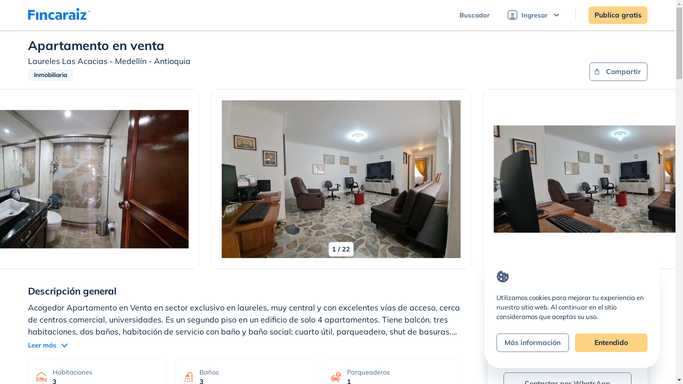 Fincaraiz
Buscador
Ingresar
Publica gratis
Apartamento en venta
Laureles Las Acacias - Medellín - Antioquia
Inmobiliaria
Compartir
1 / 22
Descripción general
Acogedor Apartamento en Venta en sector exclusivo en laureles, muy central y con excelentes vías de acceso, cerca
de centros comercial, universidades. Es un segundo piso en un edificio de solo 4 apartamentos. Tiene balcón, tres
habitaciones, dos baños, habitación de servicio con baño y baño social; cuarto útil, parqueadero, shut de basuras....
Leer más
Utilizamos cookies para mejorar tu experiencia en
nuestro sitio web. Al continuar en el sitio
consideramos que aceptas su uso.
Más información
Entendido
Habitaciones
3
Baños
3
Parqueaderos
1
Contactar por WhatsApp